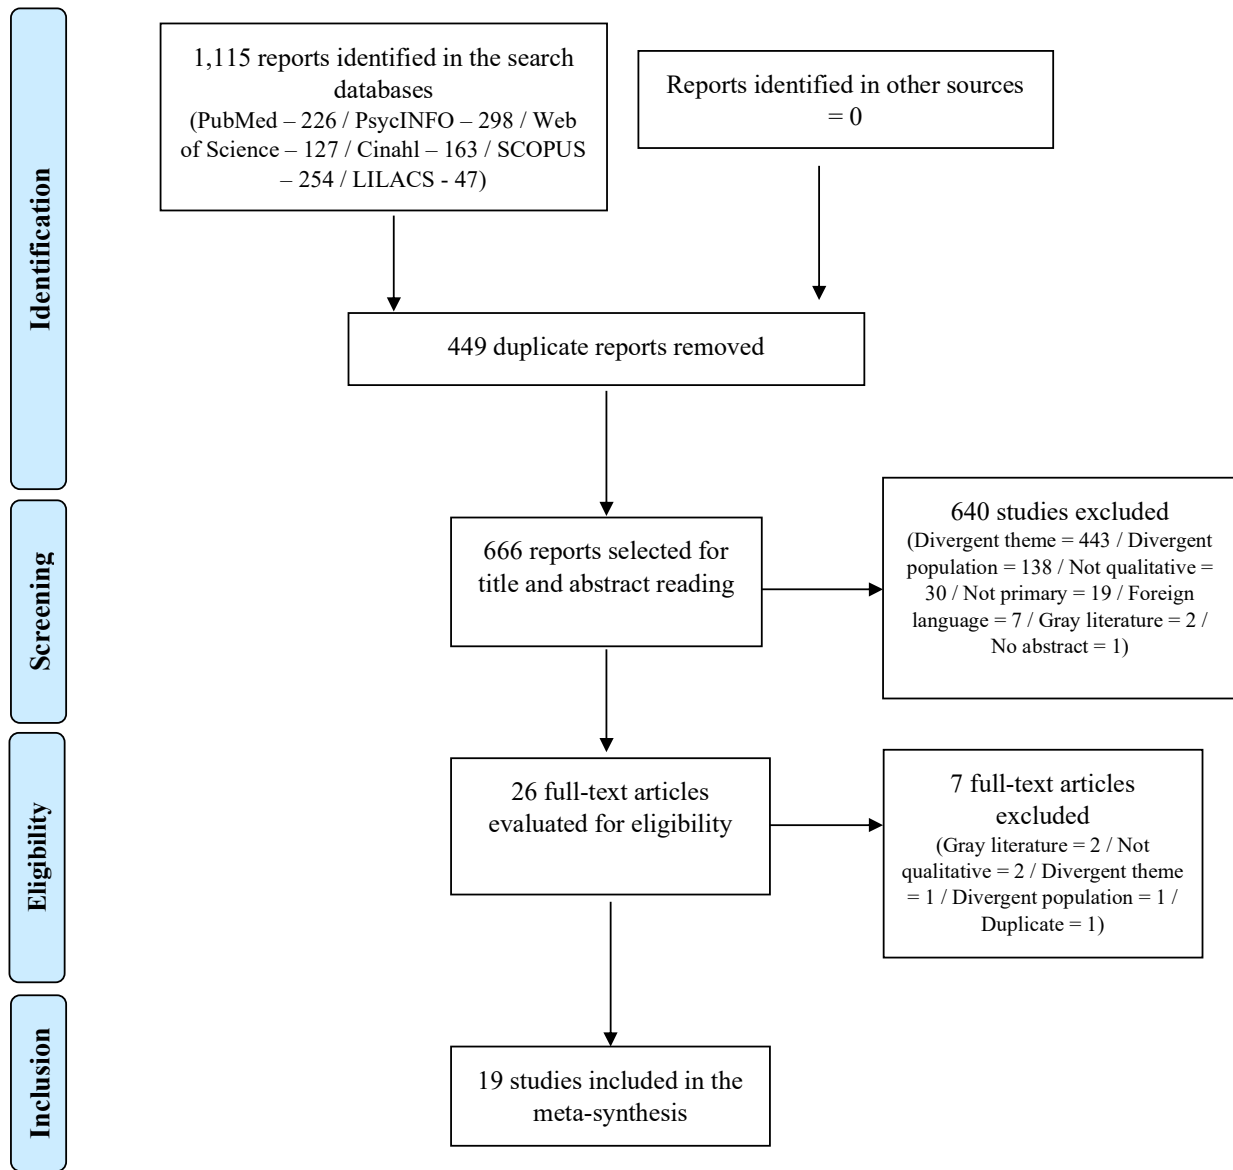 Identification
1,115 reports identified in the search
databases
(PubMed – 226 / PsycINFO – 298 / Web
of Science – 127 / Cinahl – 163 / SCOPUS
– 254 / LILACS - 47)
Reports identified in other sources
= 0
449 duplicate reports removed
Screening
666 reports selected for
title and abstract reading
640 studies excluded
(Divergent theme = 443 / Divergent
population = 138 / Not qualitative =
30 / Not primary = 19 / Foreign
language = 7 / Gray literature = 2 /
No abstract = 1)
Eligibility
26 full-text articles
evaluated for eligibility
7 full-text articles
excluded
(Gray literature = 2 / Not
qualitative = 2 / Divergent theme
= 1 / Divergent population = 1 /
Duplicate = 1)
Inclusion
19 studies included in the
meta-synthesis